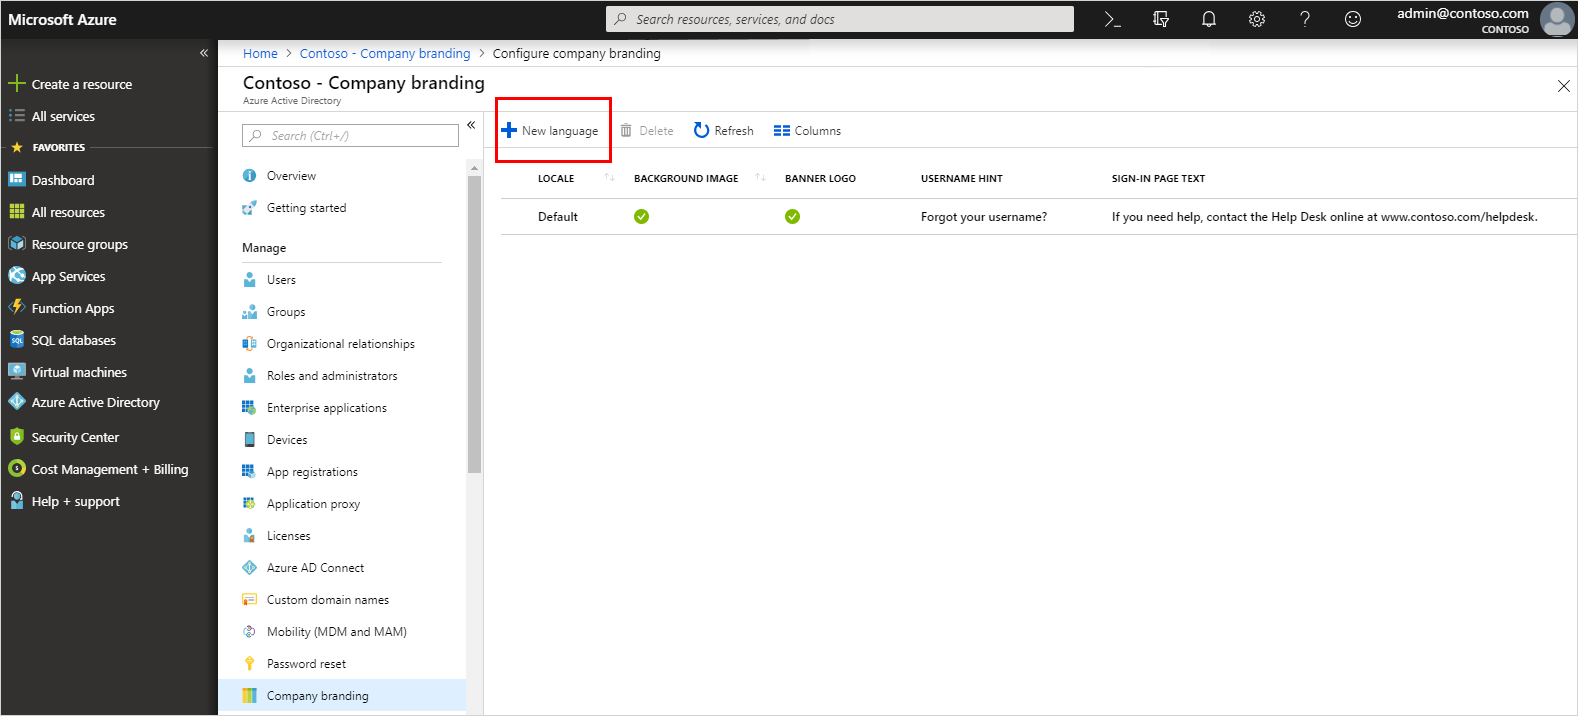 Microsoft Azure
Search resources, services, and docs
admin@contoso.com
CONTOSO
Create a resource
All services
FAVORITES
Dashboard
All resources
Resource groups
App Services
Function Apps
SQL databases
Virtual machines
Azure Active Directory
Security Center
Cost Management + Billing
Help + support
Home > Contoso - Company branding > Configure company branding
Contoso - Company branding
Azure Active Directory
Search (Ctrl+/)
Overview
Getting started
Manage
Users
Groups
Organizational relationships
Roles and administrators
Enterprise applications
Devices
App registrations
Application proxy
Licenses
Azure AD Connect
Custom domain names
Mobility (MDM and MAM)
Password reset
Company branding
New language Delete Refresh Columns
LOCALE BACKGROUND IMAGE BANNER LOGO USERNAME HINT SIGN-IN PAGE TEXT
Default Forgot your username? If you need help, contact the Help Desk online at www.contoso.com/helpdesk.